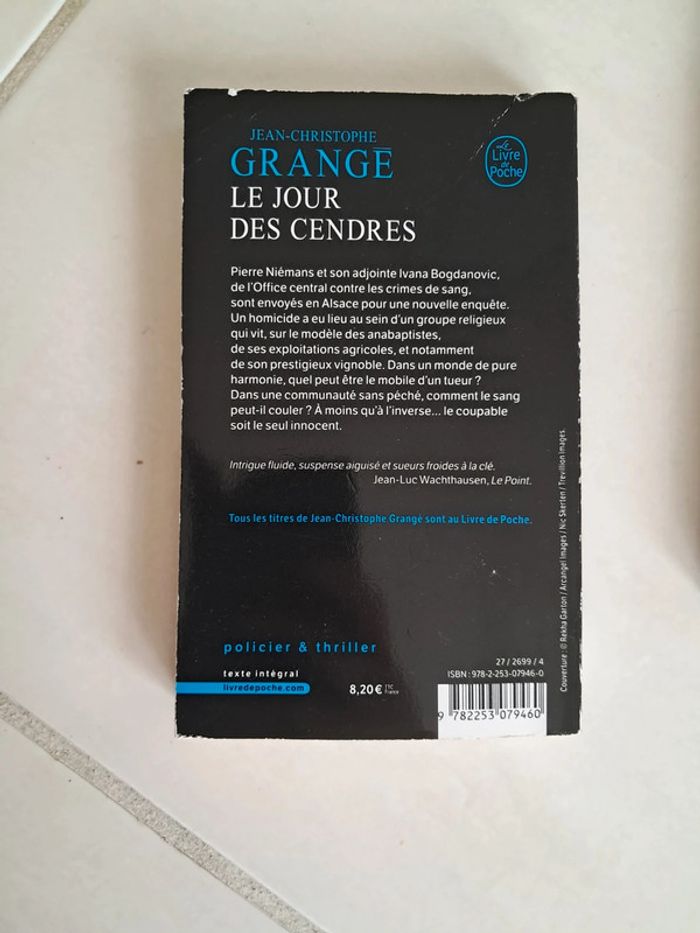 JEAN-CHRISTOPHE
GRANGÉ
LE JOUR
DES CENDRES
Le
Livre
de
Poche
Pierre Niémans et son adjointe Ivana Bogdanovic,
de l'Office central contre les crimes de sang,
sont envoyés en Alsace pour une nouvelle enquête.
Un homicide a eu lieu au sein d'un groupe religieux
qui vit, sur le modèle des anabaptistes,
de ses exploitations agricoles, et notamment
de son prestigieux vignoble. Dans un monde de pure
harmonie, quel peut être le mobile d'un tueur ?
Dans une communauté sans péché, comment le sang
peut-il couler ? À moins qu'à l'inverse... le coupable
soit le seul innocent.
Intrigue fluide, suspense aiguisé et sueurs froides à la clé.
Jean-Luc Wachthausen, Le Point.
Tous les titres de Jean-Christophe Grangé sont au Livre de Poche.
Couverture : © Rekha Garton / Arcangel Images / Nic Skerten / Trevillion Images.
policier & thriller
texte intégral
livredepoche.com
8,20 € TTC
France
27 / 2699 / 4
ISBN : 978-2-253-07946-0
9 782253 079460